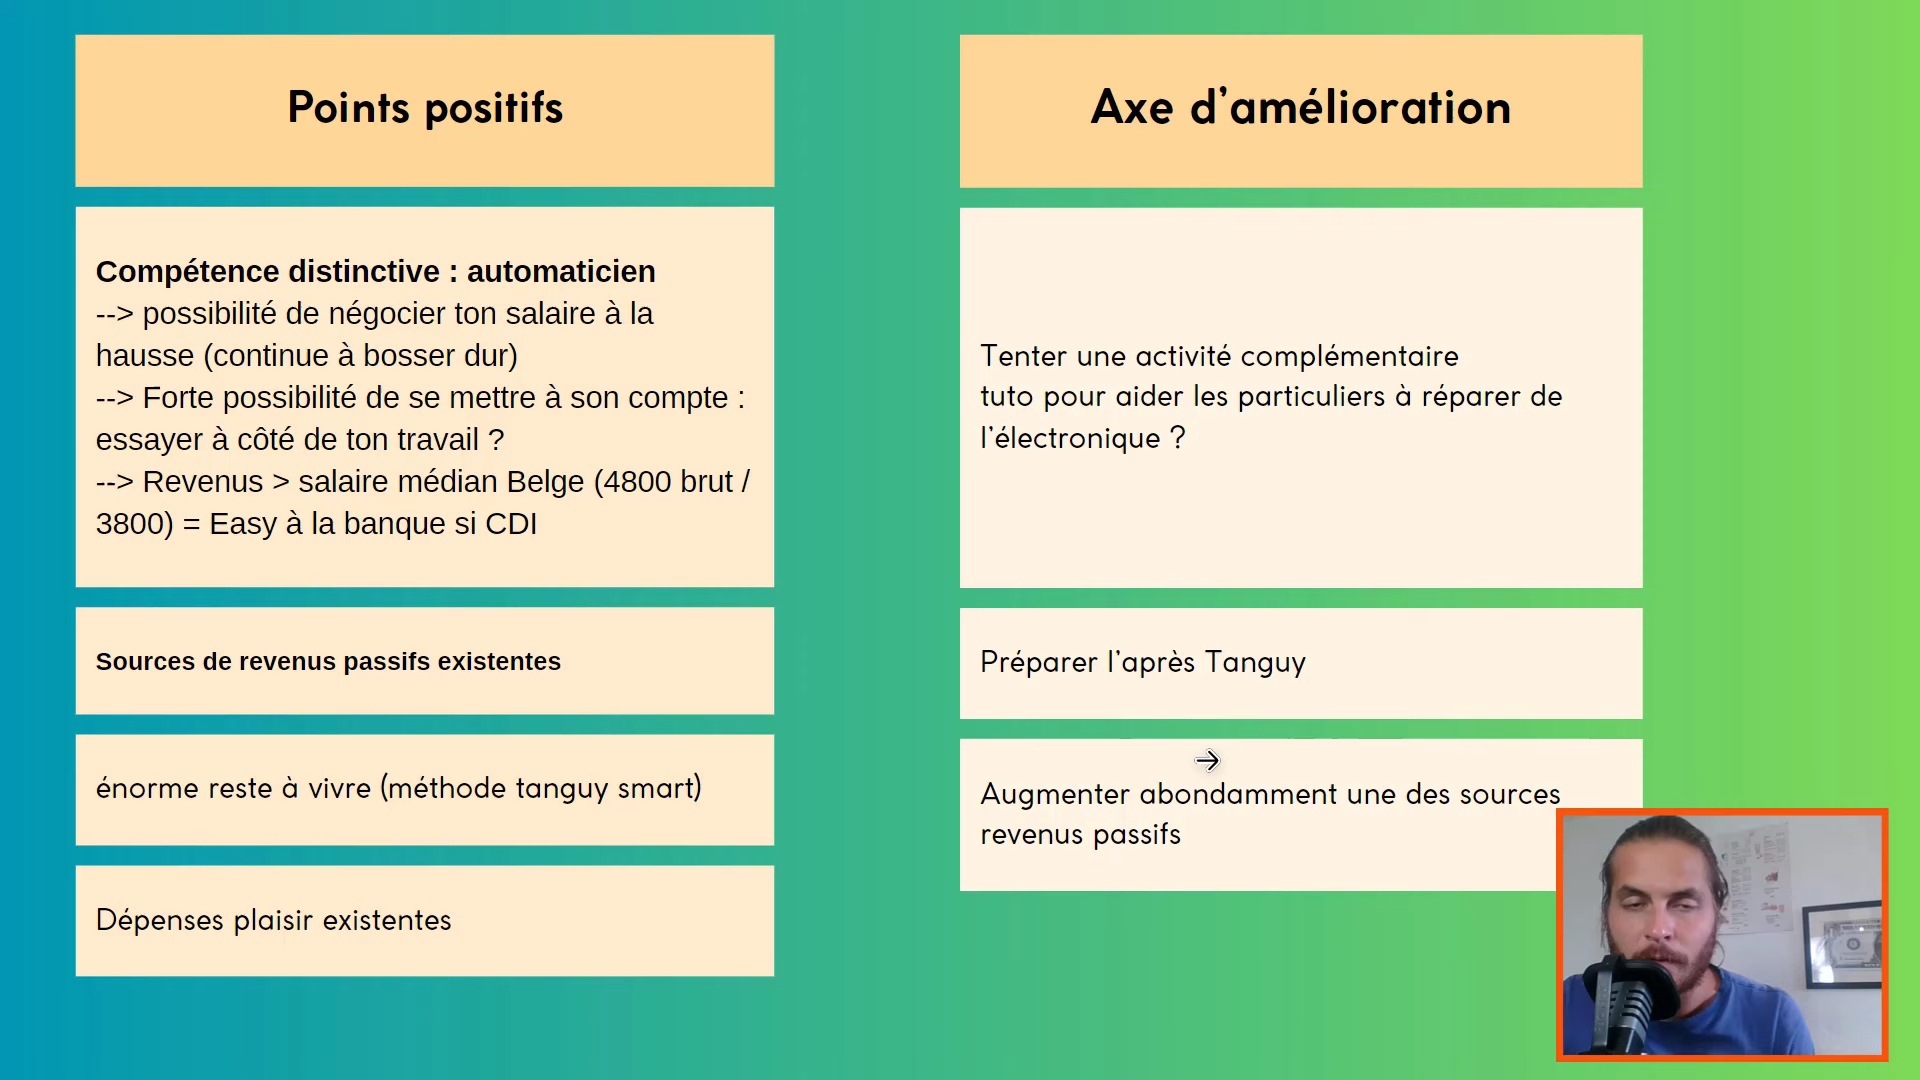 Points positifs
Compétence distinctive : automaticien
--> possibilité de négocier ton salaire à la
hausse (continue à bosser dur)
--> Forte possibilité de se mettre à son compte :
essayer à côté de ton travail ?
--> Revenus > salaire médian Belge (4800 brut /
3800) = Easy à la banque si CDI
Sources de revenus passifs existentes
énorme reste à vivre (méthode tanguy smart)
Dépenses plaisir existentes
Axe d'amélioration
Tenter une activité complémentaire
tuto pour aider les particuliers à réparer de
l'électronique ?
Préparer l'après Tanguy
Augmenter abondamment une des sources
revenus passifs